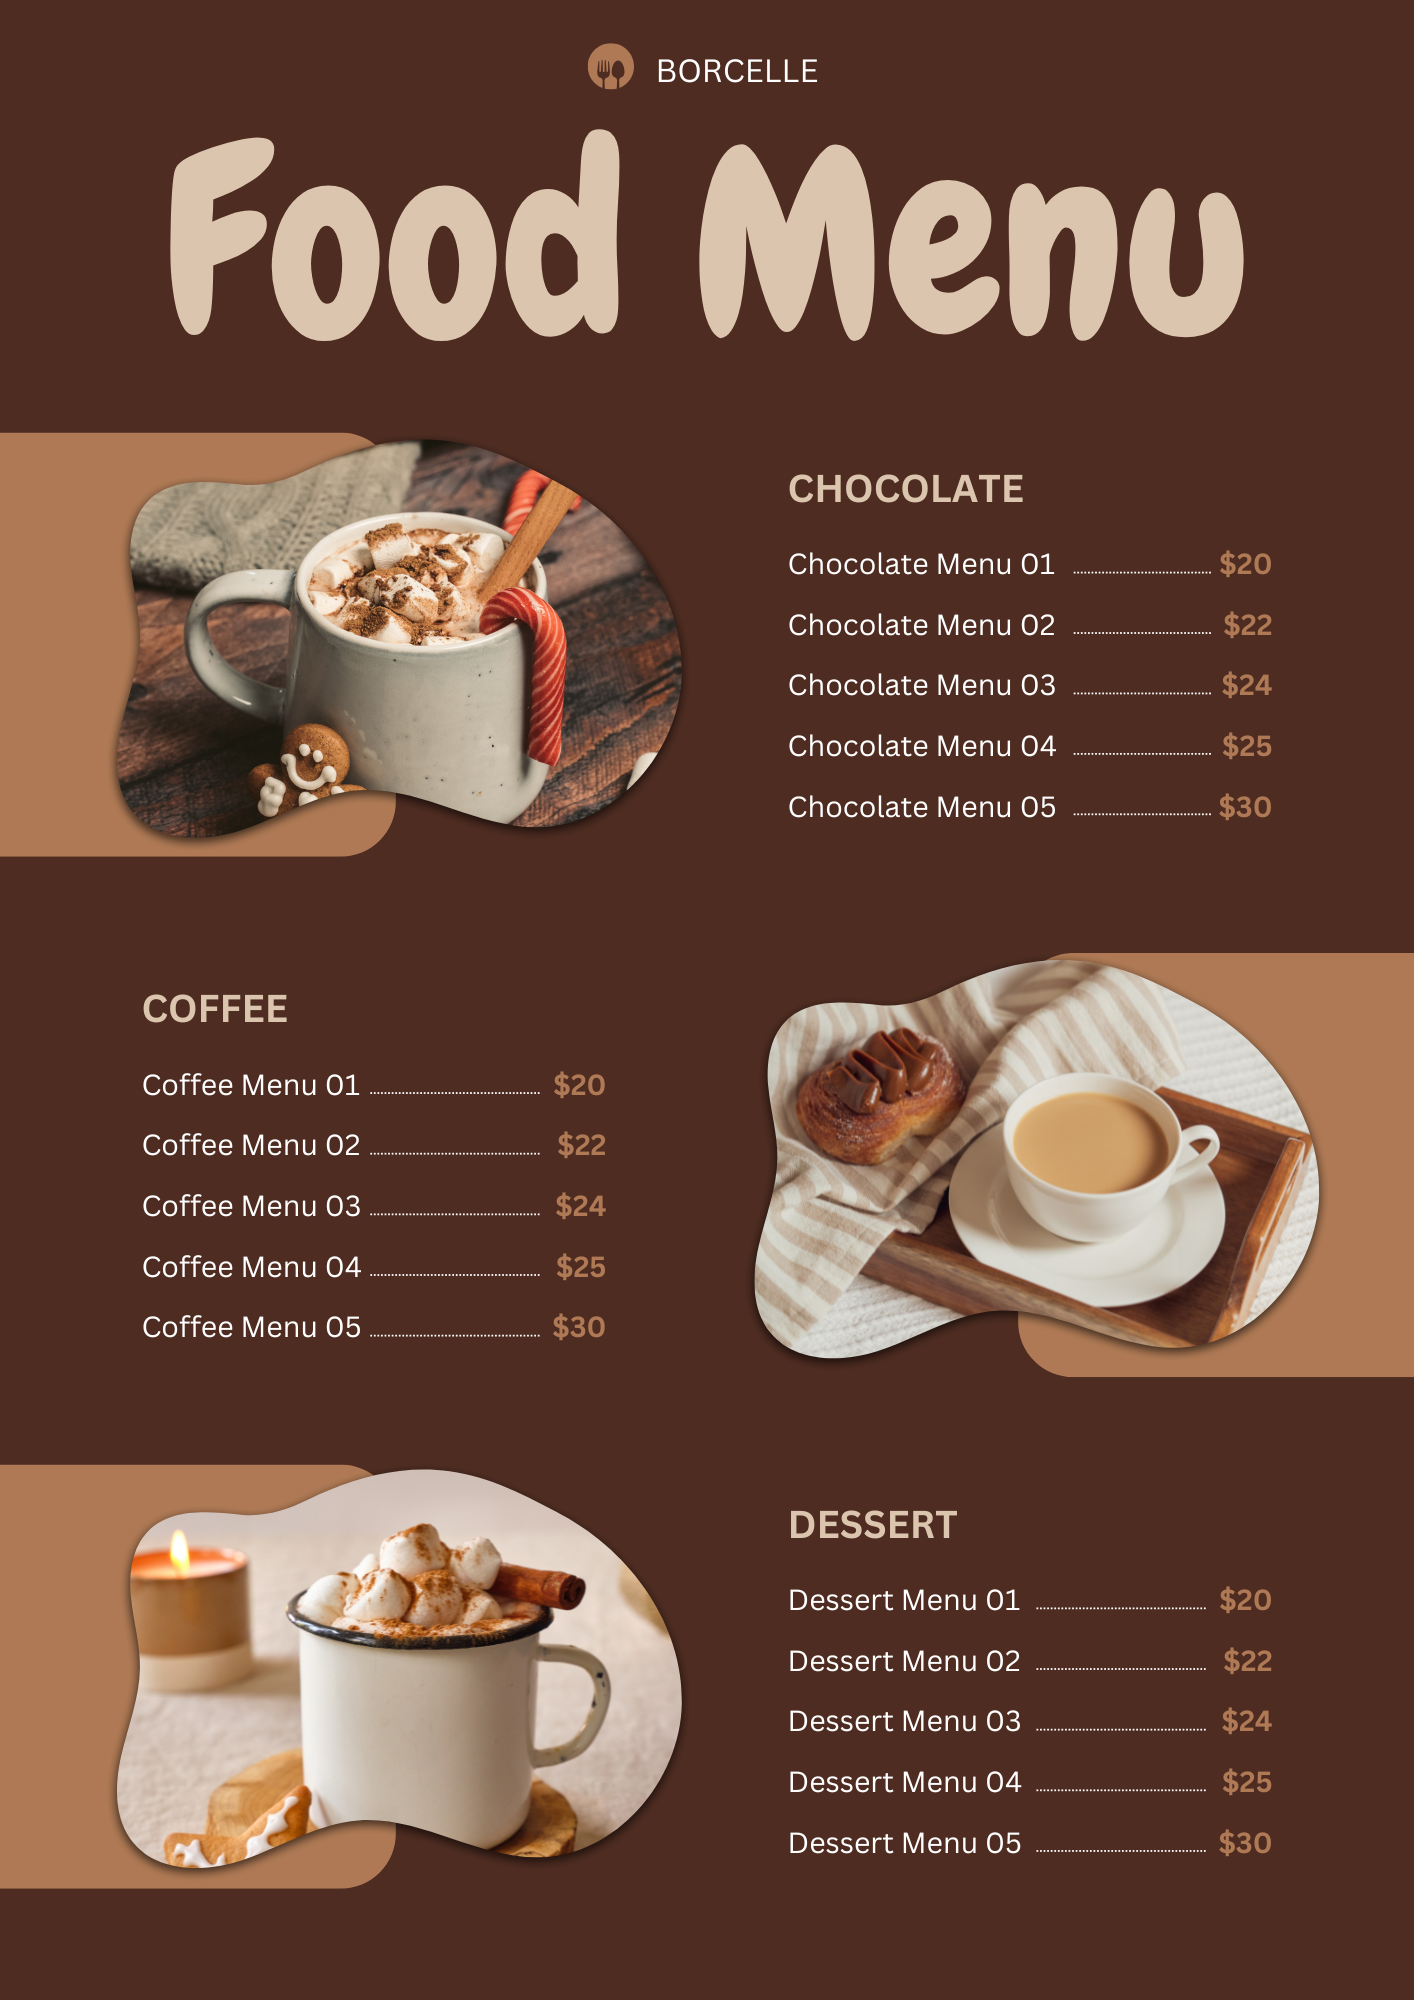 BORCELLE
Food Menu
CHOCOLATE
Chocolate Menu 01 $20
Chocolate Menu 02 $22
Chocolate Menu 03 $24
Chocolate Menu 04 $25
Chocolate Menu 05 $30
COFFEE
Coffee Menu 01 $20
Coffee Menu 02 $22
Coffee Menu 03 $24
Coffee Menu 04 $25
Coffee Menu 05 $30
DESSERT
Dessert Menu 01 $20
Dessert Menu 02 $22
Dessert Menu 03 $24
Dessert Menu 04 $25
Dessert Menu 05 $30